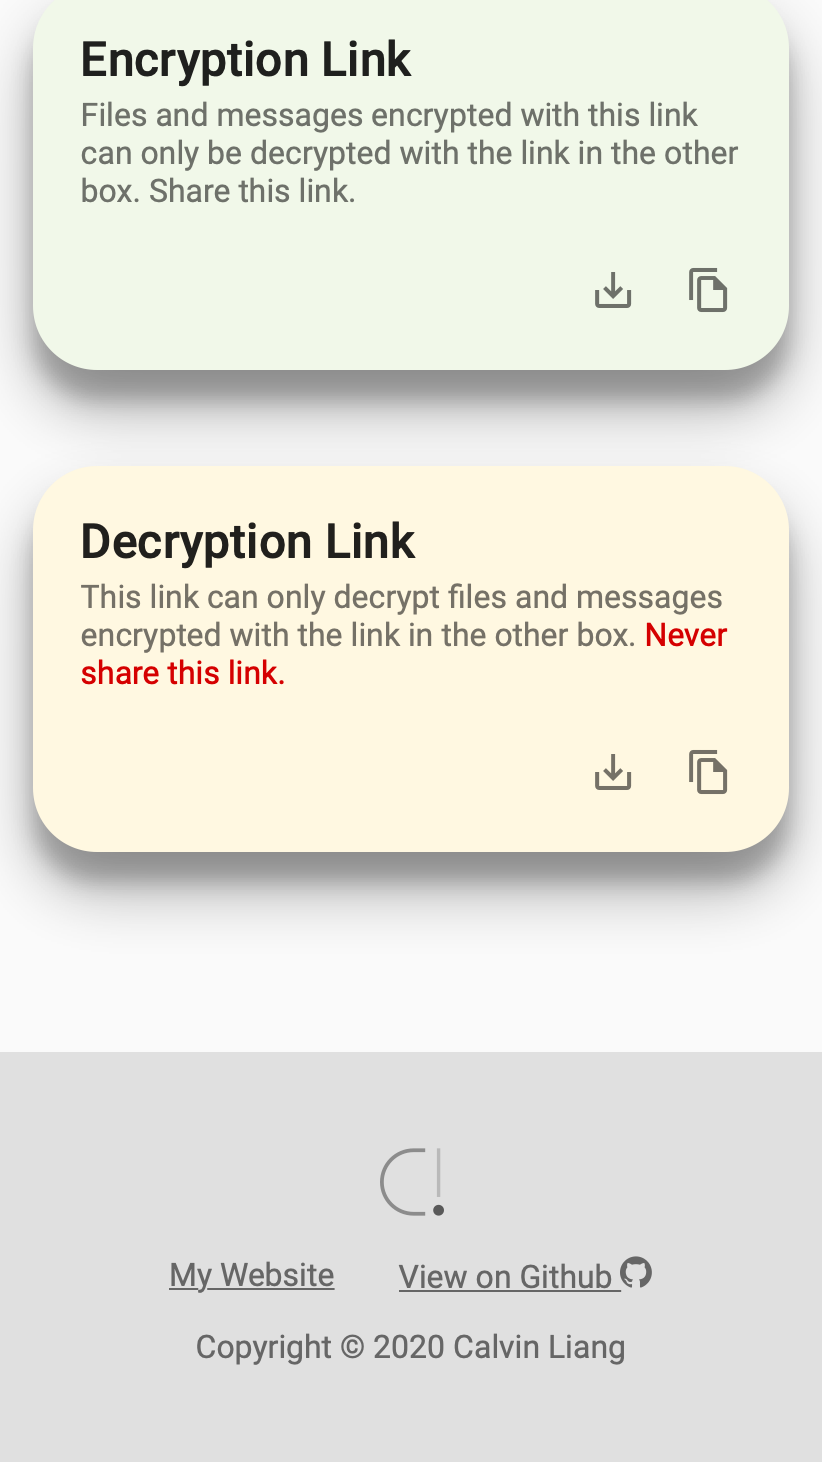 Encryption Link
Files and messages encrypted with this link
can only be decrypted with the link in the other
box. Share this link.
Decryption Link
This link can only decrypt files and messages
encrypted with the link in the other box. Never
share this link.
My Website
View on Github
Copyright © 2020 Calvin Liang